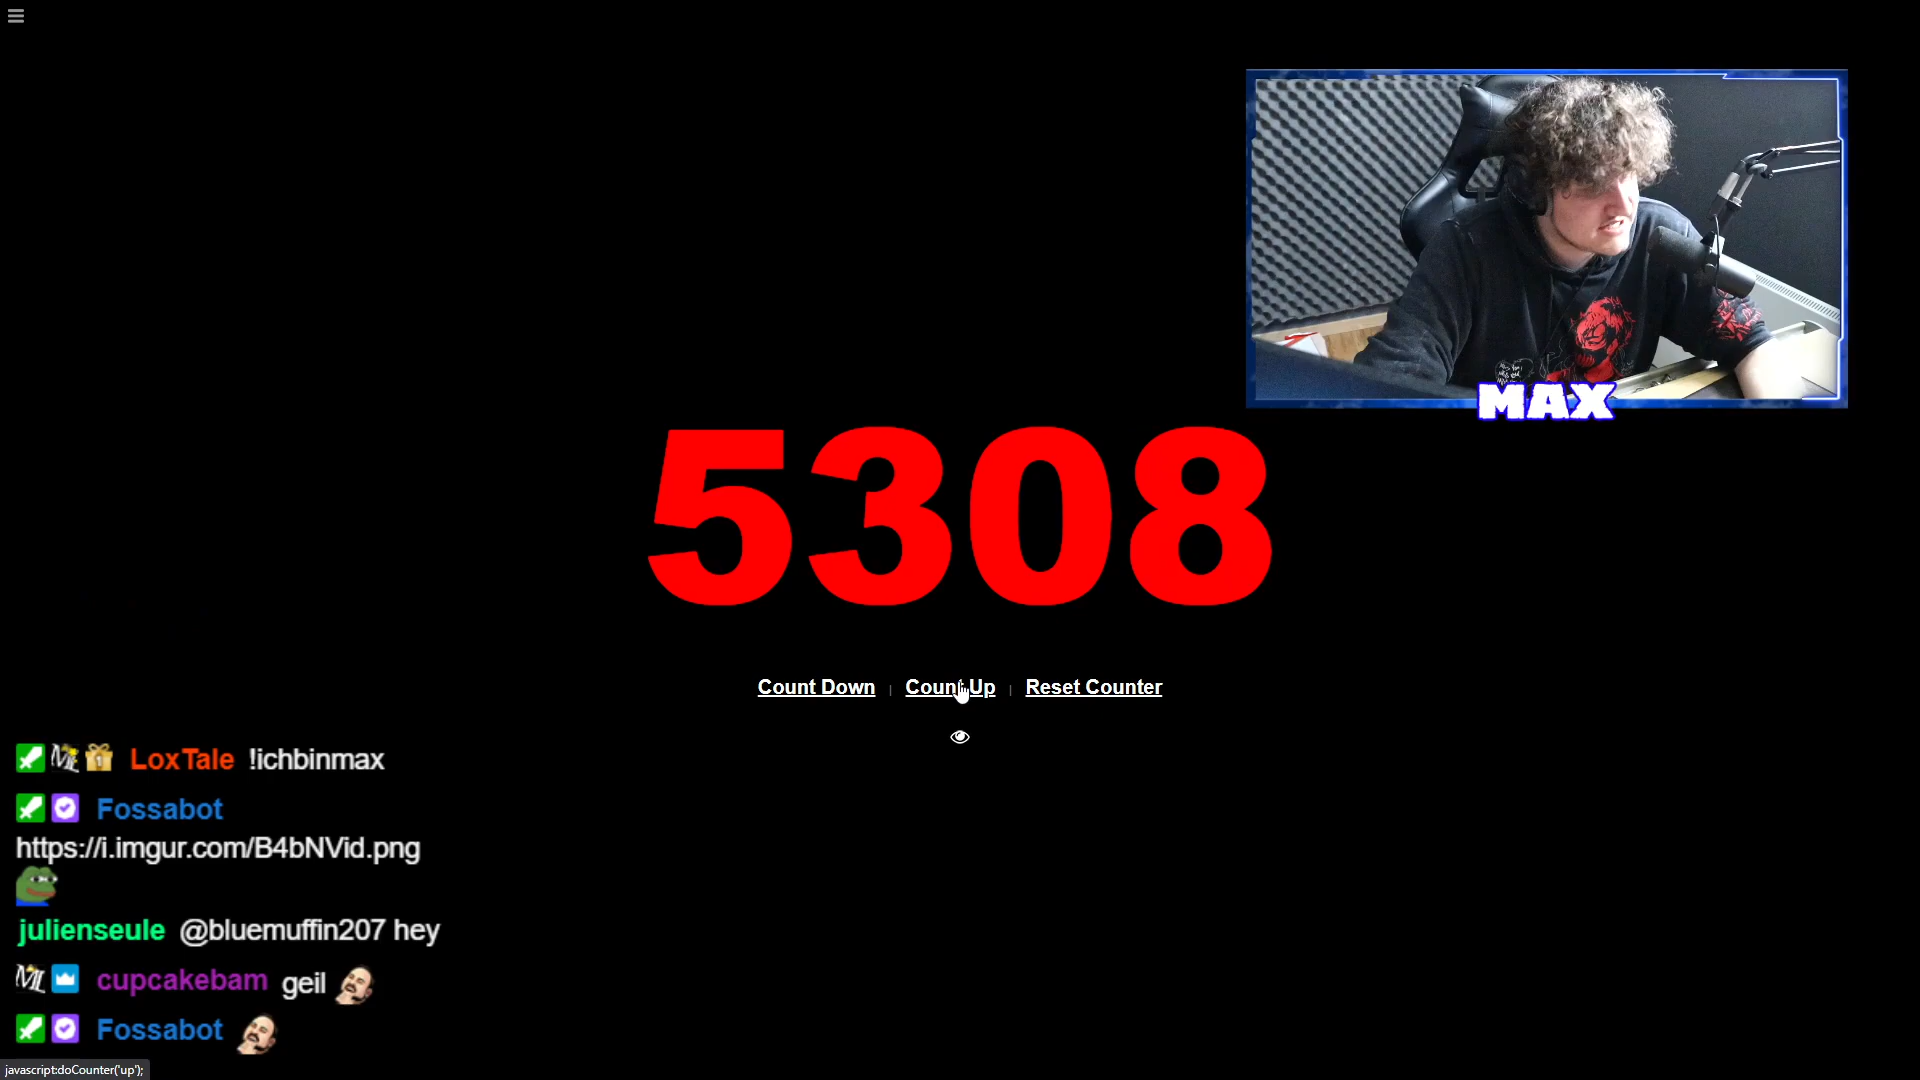 MAX
5308
Count Down | Count Up | Reset Counter
LoxTale !ichbinmax
Fossabot
https://i.imgur.com/B4bNVid.png
julienseule @bluemuffin207 hey
ML cupcakebam geil
Fossabot
javascript:doCounter('up');